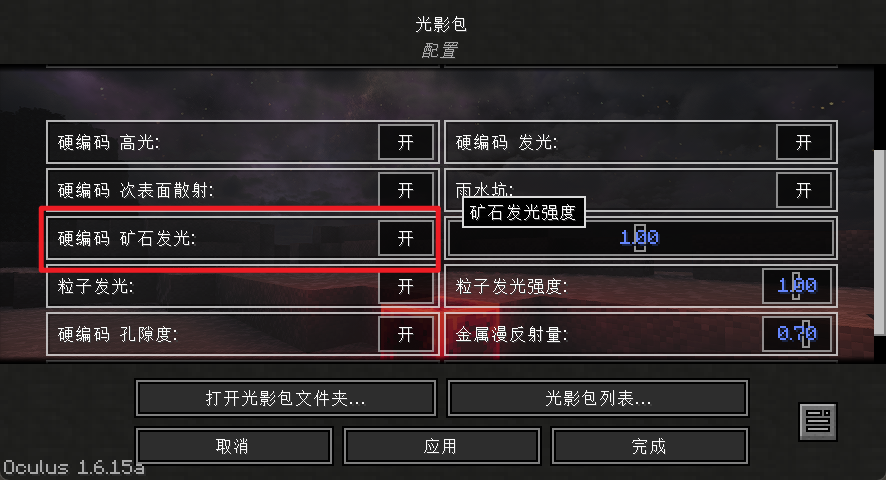 光影包
配置
硬编码 高光: 开 硬编码 发光: 开
硬编码 次表面散射: 开 雨水坑: 开
矿石发光强度
硬编码 矿石发光: 开 1.00
粒子发光: 开 粒子发光强度: 1.00
硬编码 孔隙度: 开 金属漫反射量: 0.70
打开光影包文件夹... 光影包列表...
取消 应用 完成
Oculus 1.6.15a